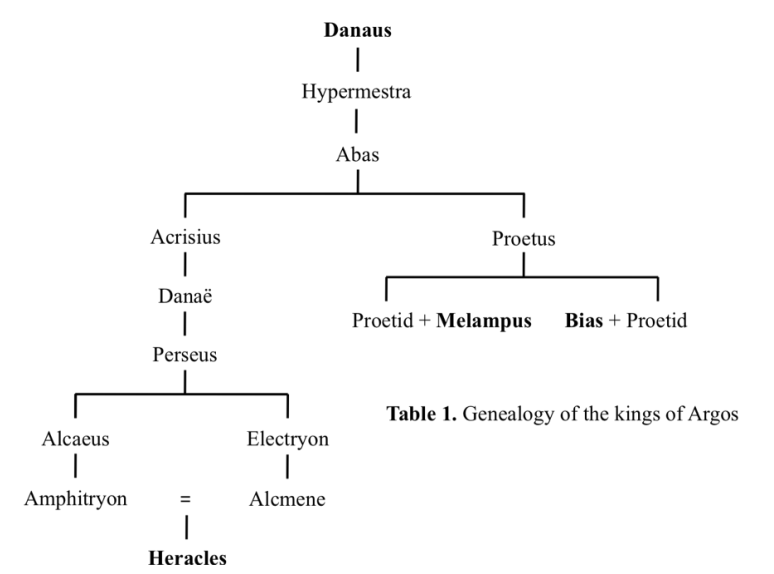 Danaus
Hypermestra
Abas
Acrisius
Proetus
Danaë
Proetid + Melampus
Bias + Proetid
Perseus
Table 1. Genealogy of the kings of Argos
Alcaeus
Electryon
Amphitryon
=
Alcmene
Heracles